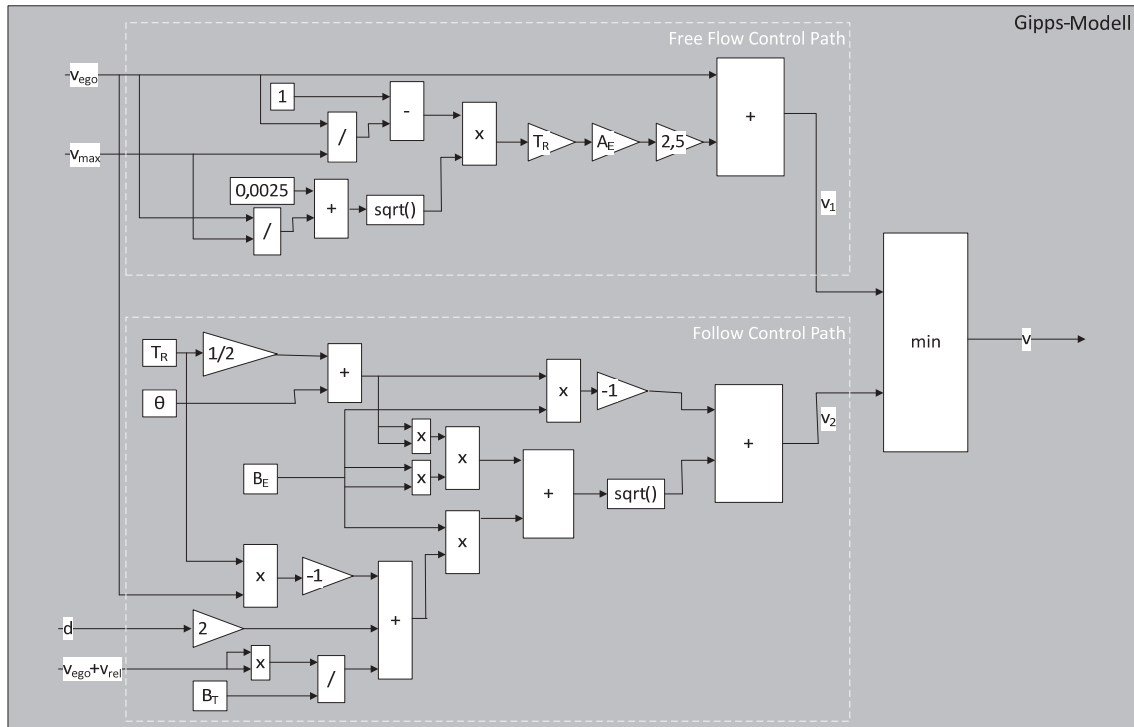 Gipps-Modell
Free Flow Control Path
vego
1
-
/
x
TR
AE
2,5
+
vmax
0,0025
+
sqrt()
/
v1
min
v
Follow Control Path
TR
1/2
+
θ
x
-1
+
v2
x
x
x
BE
+
sqrt()
x
x
-1
+
d
2
vego+vrel
x
/
BT